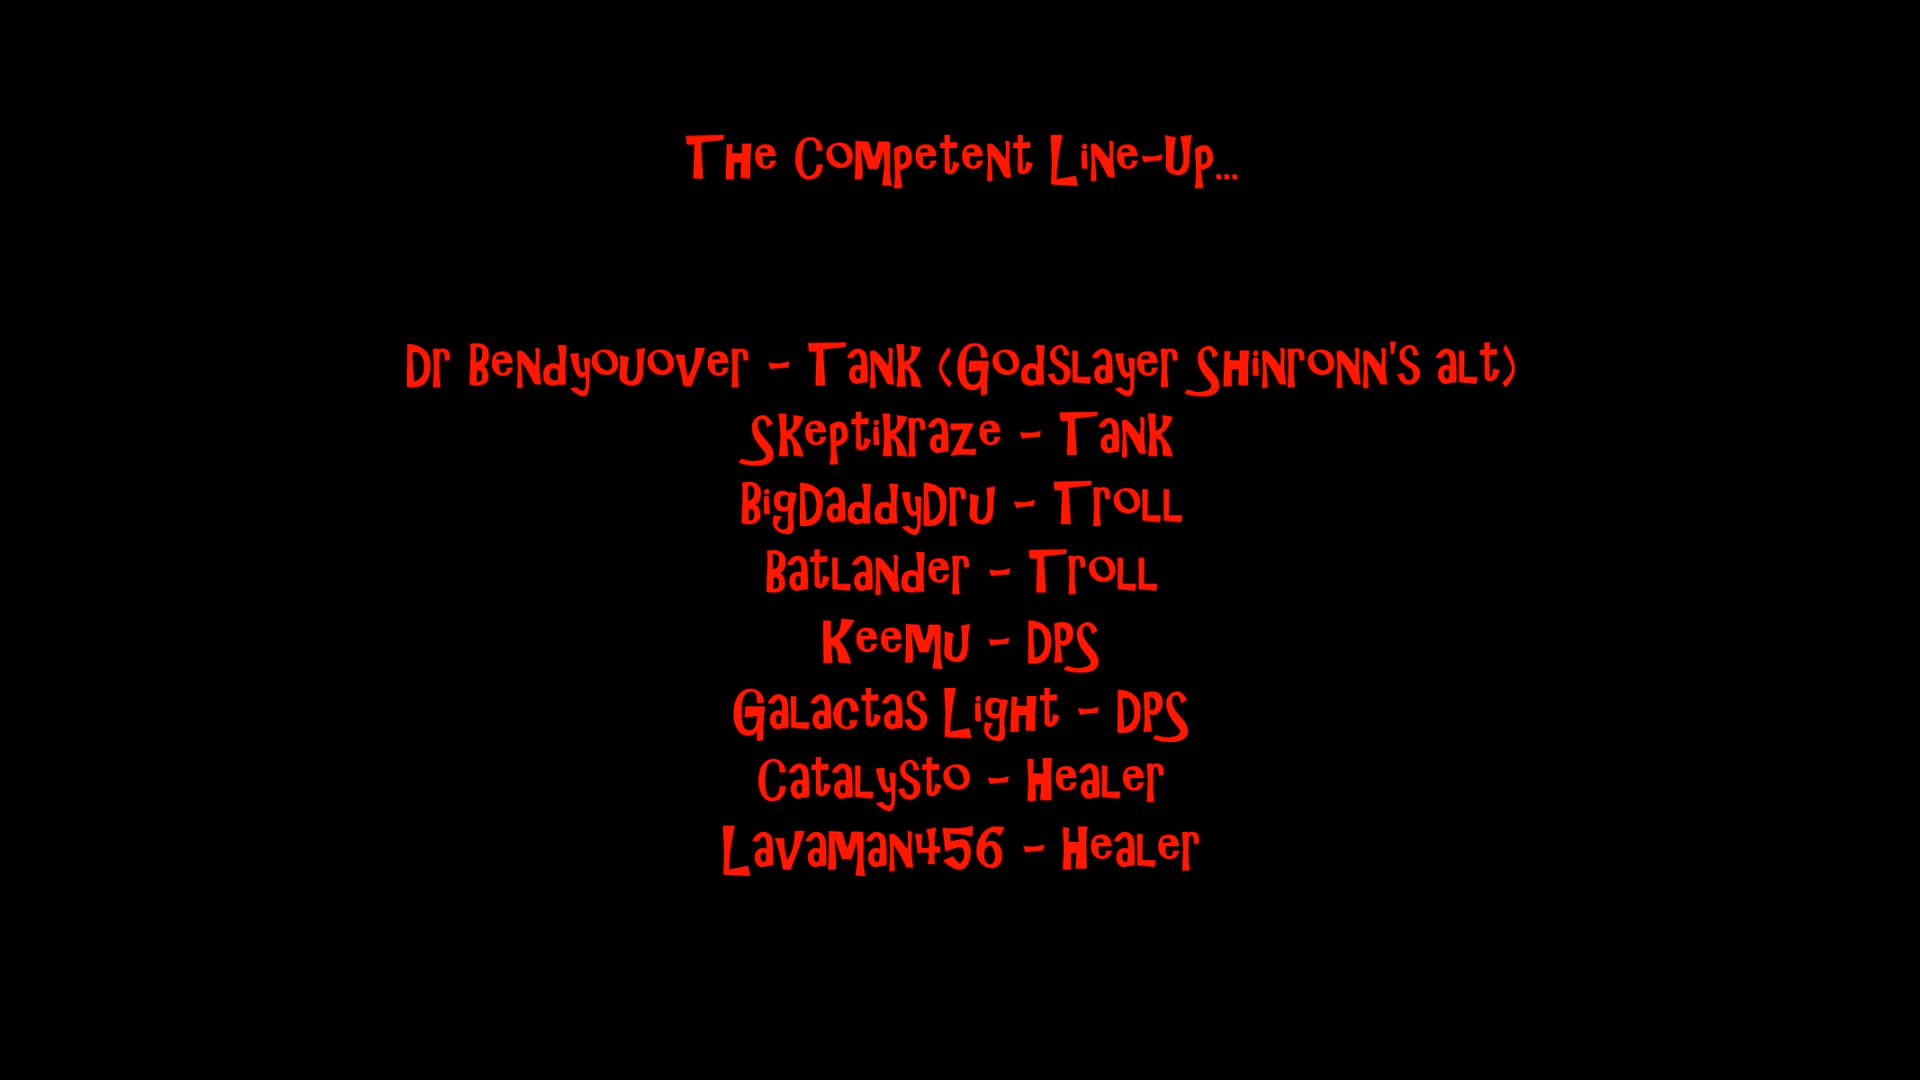 The Competent Line-Up...
Dr Bendyouover - Tank (Godslayer Shinronn's alt)
Skeptikraze - Tank
BigDaddyDru - Troll
Batlander - Troll
Keemu - DPS
Galactas Light - DPS
Catalysto - Healer
Lavaman456 - Healer